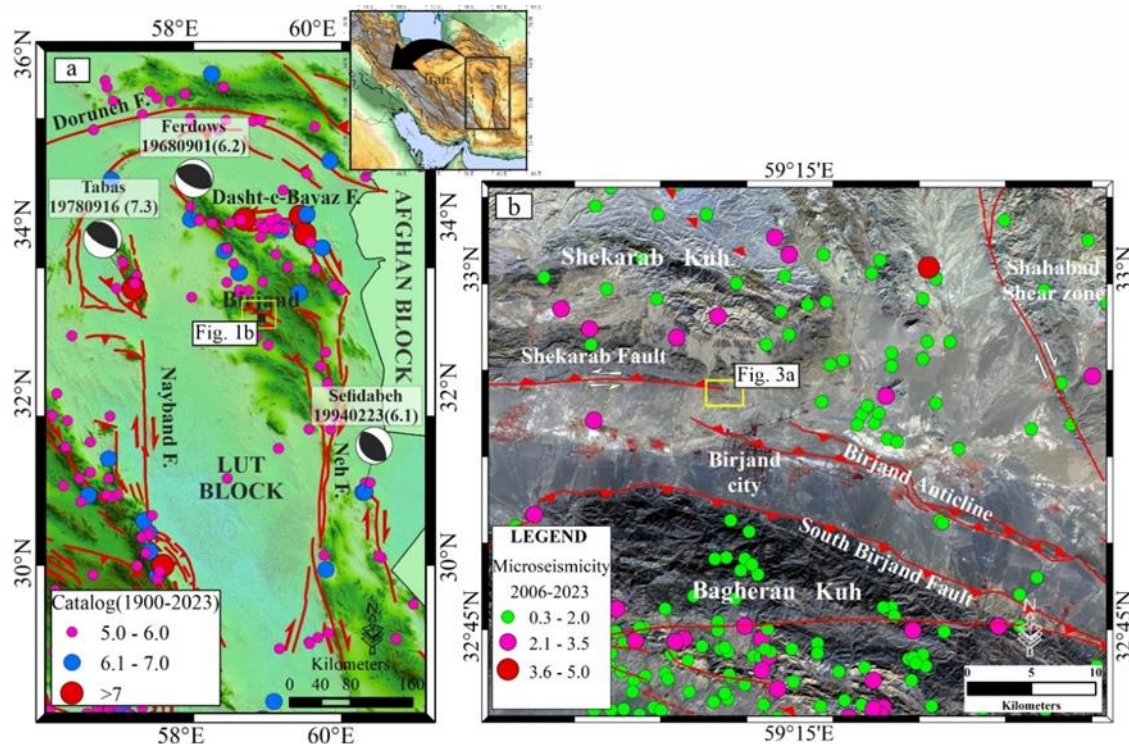 58°E
60°E
36°N
34°N
32°N
30°N
58°E
60°E
a
Iran
Doruneh F.
Ferdows
19680901(6.2)
Tabas
19780916 (7.3)
Dasht-e-Bayaz F.
AFGHAN BLOCK
Birjand
Fig. 1b
Nayband F.
Sefidabeh
19940223(6.1)
LUT
BLOCK
Neh F.
Catalog(1900-2023)
5.0 - 6.0
6.1 - 7.0
>7
N
Kilometers
0 40 80 160
59°15'E
b
Shekarab Kuh
Shahabad
Shear zone
33°N
Shekarab Fault
Fig. 3a
Birjand
city
Birjand Anticline
South Birjand Fault
LEGEND
Microseismicity
2006-2023
0.3 - 2.0
2.1 - 3.5
3.6 - 5.0
Bagheran Kuh
32°45'N
N
0 5 10
Kilometers
59°15'E